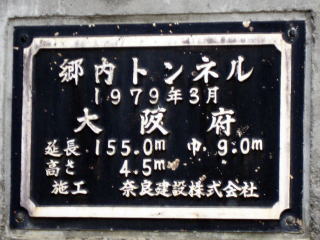 郷内トンネル
1979年3月
大阪府
延長 155.0m 巾 9.0m
高さ 4.5m
施工 奈良建設株式会社